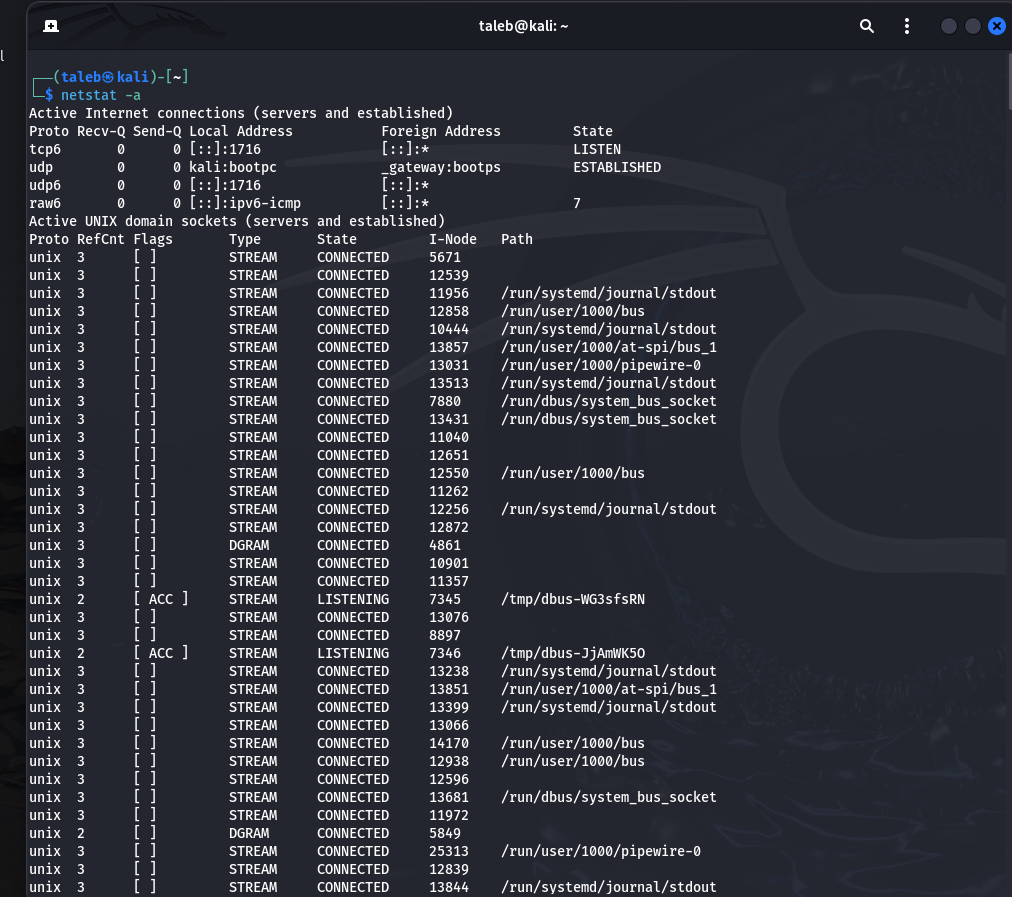 taleb@kali: ~
l
┌──(taleb㉿kali)-[~]
└─$ netstat -a
Active Internet connections (servers and established)
Proto Recv-Q Send-Q Local Address           Foreign Address         State
tcp6       0      0 [::]:1716               [::]:*                  LISTEN
udp        0      0 kali:bootpc             _gateway:bootps         ESTABLISHED
udp6       0      0 [::]:1716               [::]:*
raw6       0      0 [::]:ipv6-icmp          [::]:*                  7
Active UNIX domain sockets (servers and established)
Proto RefCnt Flags       Type       State         I-Node   Path
unix  3      [ ]         STREAM     CONNECTED     5671
unix  3      [ ]         STREAM     CONNECTED     12539
unix  3      [ ]         STREAM     CONNECTED     11956    /run/systemd/journal/stdout
unix  3      [ ]         STREAM     CONNECTED     12858    /run/user/1000/bus
unix  3      [ ]         STREAM     CONNECTED     10444    /run/systemd/journal/stdout
unix  3      [ ]         STREAM     CONNECTED     13857    /run/user/1000/at-spi/bus_1
unix  3      [ ]         STREAM     CONNECTED     13031    /run/user/1000/pipewire-0
unix  3      [ ]         STREAM     CONNECTED     13513    /run/systemd/journal/stdout
unix  3      [ ]         STREAM     CONNECTED     7880     /run/dbus/system_bus_socket
unix  3      [ ]         STREAM     CONNECTED     13431    /run/dbus/system_bus_socket
unix  3      [ ]         STREAM     CONNECTED     11040
unix  3      [ ]         STREAM     CONNECTED     12651
unix  3      [ ]         STREAM     CONNECTED     12550    /run/user/1000/bus
unix  3      [ ]         STREAM     CONNECTED     11262
unix  3      [ ]         STREAM     CONNECTED     12256    /run/systemd/journal/stdout
unix  3      [ ]         STREAM     CONNECTED     12872
unix  3      [ ]         DGRAM      CONNECTED     4861
unix  3      [ ]         STREAM     CONNECTED     10901
unix  3      [ ]         STREAM     CONNECTED     11357
unix  2      [ ACC ]     STREAM     LISTENING     7345     /tmp/dbus-WG3sfsRN
unix  3      [ ]         STREAM     CONNECTED     13076
unix  3      [ ]         STREAM     CONNECTED     8897
unix  2      [ ACC ]     STREAM     LISTENING     7346     /tmp/dbus-JjAmWK5O
unix  3      [ ]         STREAM     CONNECTED     13238    /run/systemd/journal/stdout
unix  3      [ ]         STREAM     CONNECTED     13851    /run/user/1000/at-spi/bus_1
unix  3      [ ]         STREAM     CONNECTED     13399    /run/systemd/journal/stdout
unix  3      [ ]         STREAM     CONNECTED     13066
unix  3      [ ]         STREAM     CONNECTED     14170    /run/user/1000/bus
unix  3      [ ]         STREAM     CONNECTED     12938    /run/user/1000/bus
unix  3      [ ]         STREAM     CONNECTED     12596
unix  3      [ ]         STREAM     CONNECTED     13681    /run/dbus/system_bus_socket
unix  3      [ ]         STREAM     CONNECTED     11972
unix  2      [ ]         DGRAM      CONNECTED     5849
unix  3      [ ]         STREAM     CONNECTED     25313    /run/user/1000/pipewire-0
unix  3      [ ]         STREAM     CONNECTED     12839
unix  3      [ ]         STREAM     CONNECTED     13844    /run/systemd/journal/stdout